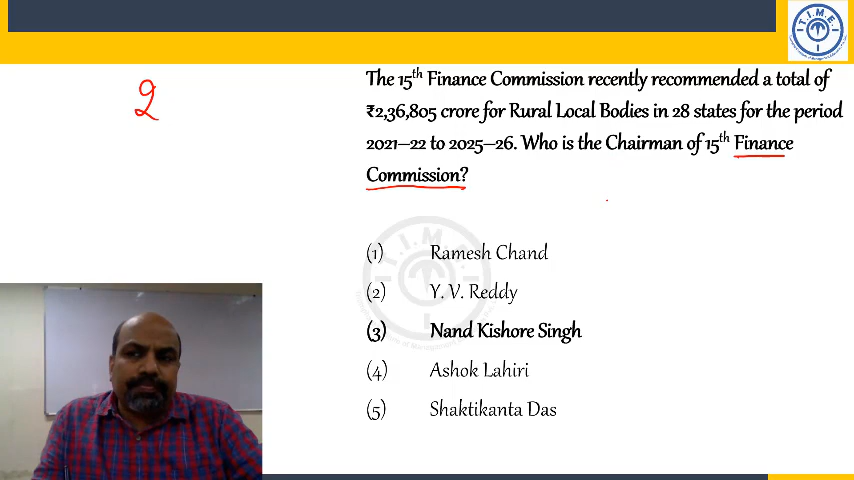 T.I.M.E.
2
The 15th Finance Commission recently recommended a total of
₹2,36,805 crore for Rural Local Bodies in 28 states for the period
2021–22 to 2025–26. Who is the Chairman of 15th Finance
Commission?
(1) Ramesh Chand
(2) Y. V. Reddy
(3) Nand Kishore Singh
(4) Ashok Lahiri
(5) Shaktikanta Das